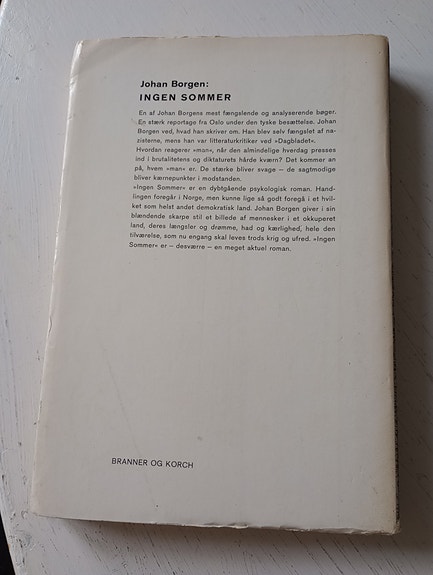 Johan Borgen:
INGEN SOMMER
En af Johan Borgens mest fængslende og analyserende bøger.
En stærk reportage fra Oslo under den tyske besættelse. Johan
Borgen ved, hvad han skriver om. Han blev selv fængslet af na-
zisterne, mens han var litteraturkritiker ved »Dagbladet«.
Hvordan reagerer »man«, når den almindelige hverdag presses
ind i brutalitetens og diktaturets hårde kværn? Det kommer an
på, hvem »man« er. De stærke bliver svage – de sagtmodige
bliver kærnepunkter i modstanden.
»Ingen Sommer« er en dybtgående psykologisk roman. Hand-
lingen foregår i Norge, men kunne lige så godt foregå i et hvil-
ket som helst andet demokratisk land. Johan Borgen giver i sin
blændende skarpe stil et billede af mennesker i et okkuperet
land, deres længsler og drømme, had og kærlighed, hele den
tilværelse, som nu engang skal leves trods krig og ufred. »Ingen
Sommer« er – desværre – en meget aktuel roman.
BRANNER OG KORCH